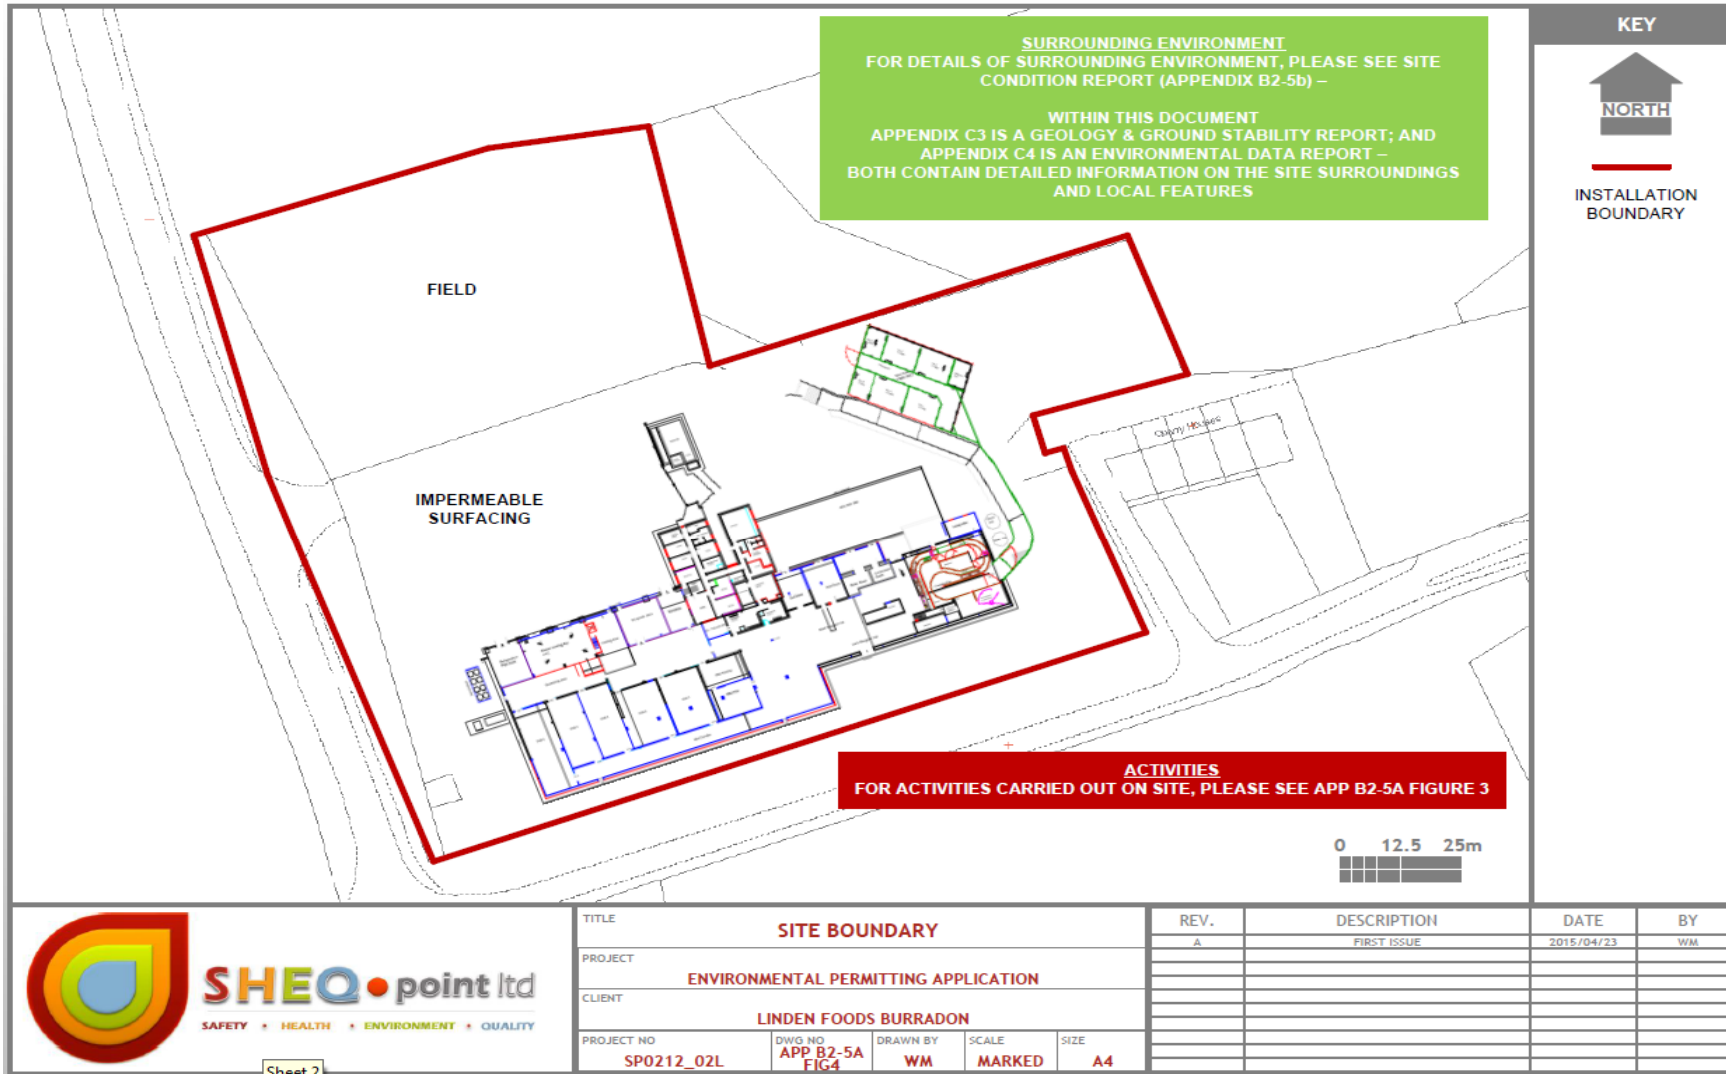 SURROUNDING ENVIRONMENT
FOR DETAILS OF SURROUNDING ENVIRONMENT, PLEASE SEE SITE
CONDITION REPORT (APPENDIX B2-5b) –
WITHIN THIS DOCUMENT
APPENDIX C3 IS A GEOLOGY & GROUND STABILITY REPORT; AND
APPENDIX C4 IS AN ENVIRONMENTAL DATA REPORT –
BOTH CONTAIN DETAILED INFORMATION ON THE SITE SURROUNDINGS
AND LOCAL FEATURES
KEY
NORTH
INSTALLATION
BOUNDARY
FIELD
Quarry Houses
IMPERMEABLE
SURFACING
ACTIVITIES
FOR ACTIVITIES CARRIED OUT ON SITE, PLEASE SEE APP B2-5A FIGURE 3
0 12.5 25m
SHEQ point ltd
SAFETY • HEALTH • ENVIRONMENT • QUALITY
Sheet 2
TITLE
SITE BOUNDARY
PROJECT
ENVIRONMENTAL PERMITTING APPLICATION
CLIENT
LINDEN FOODS BURRADON
PROJECT NO
SP0212_02L
DWG NO
APP B2-5A
FIG4
DRAWN BY
WM
SCALE
MARKED
SIZE
A4
REV. DESCRIPTION DATE BY
A FIRST ISSUE 2015/04/23 WM